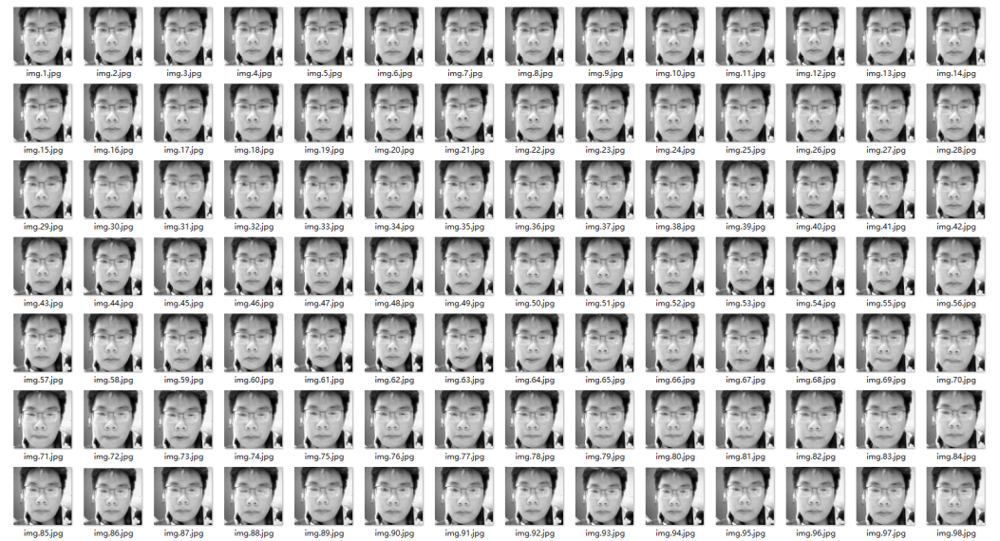 img.1.jpg img.2.jpg img.3.jpg img.4.jpg img.5.jpg img.6.jpg img.7.jpg img.8.jpg img.9.jpg img.10.jpg img.11.jpg img.12.jpg img.13.jpg img.14.jpg
img.15.jpg img.16.jpg img.17.jpg img.18.jpg img.19.jpg img.20.jpg img.21.jpg img.22.jpg img.23.jpg img.24.jpg img.25.jpg img.26.jpg img.27.jpg img.28.jpg
img.29.jpg img.30.jpg img.31.jpg img.32.jpg img.33.jpg img.34.jpg img.35.jpg img.36.jpg img.37.jpg img.38.jpg img.39.jpg img.40.jpg img.41.jpg img.42.jpg
img.43.jpg img.44.jpg img.45.jpg img.46.jpg img.47.jpg img.48.jpg img.49.jpg img.50.jpg img.51.jpg img.52.jpg img.53.jpg img.54.jpg img.55.jpg img.56.jpg
img.57.jpg img.58.jpg img.59.jpg img.60.jpg img.61.jpg img.62.jpg img.63.jpg img.64.jpg img.65.jpg img.66.jpg img.67.jpg img.68.jpg img.69.jpg img.70.jpg
img.71.jpg img.72.jpg img.73.jpg img.74.jpg img.75.jpg img.76.jpg img.77.jpg img.78.jpg img.79.jpg img.80.jpg img.81.jpg img.82.jpg img.83.jpg img.84.jpg
img.85.jpg img.86.jpg img.87.jpg img.88.jpg img.89.jpg img.90.jpg img.91.jpg img.92.jpg img.93.jpg img.94.jpg img.95.jpg img.96.jpg img.97.jpg img.98.jpg